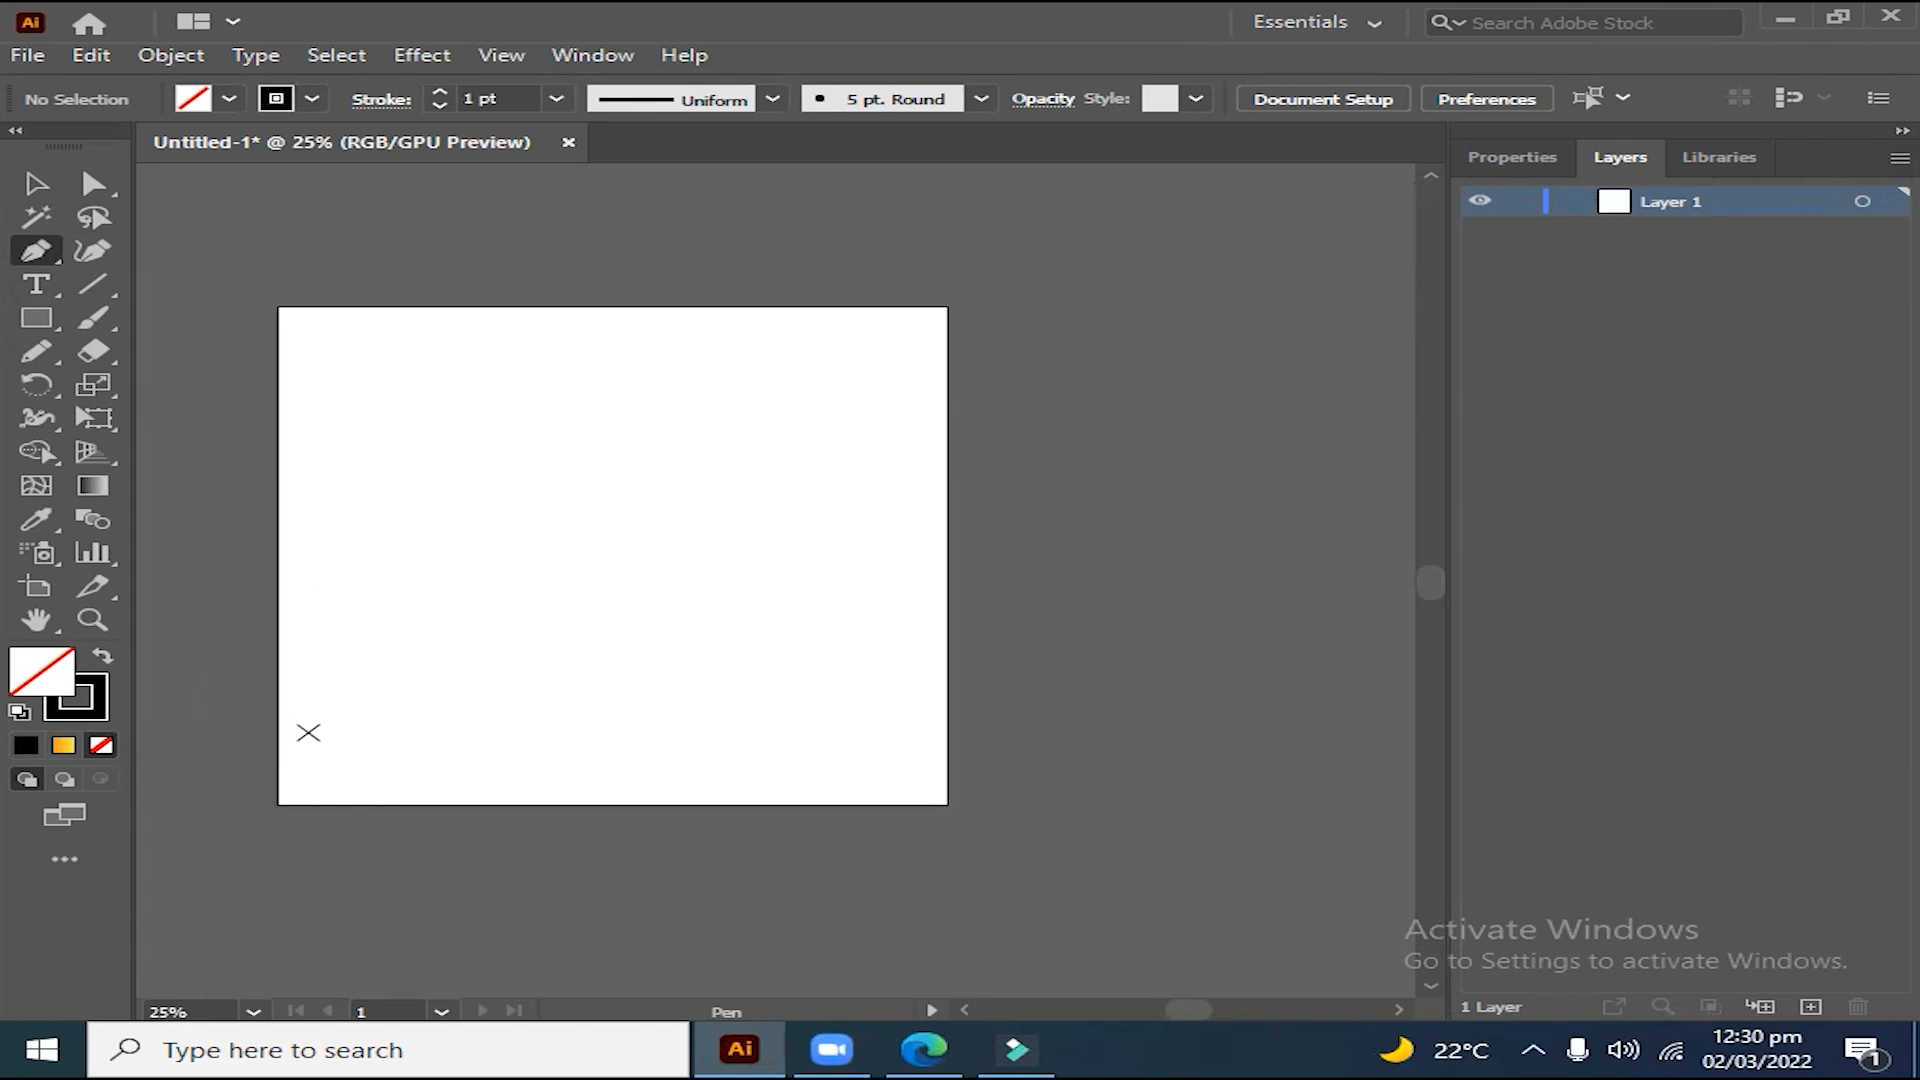 Ai
Essentials
Search Adobe Stock
File Edit Object Type Select Effect View Window Help
No Selection
Stroke: 1 pt
Uniform
5 pt. Round
Opacity Style:
Document Setup
Preferences
Untitled-1* @ 25% (RGB/GPU Preview)
Properties Layers Libraries
Layer 1
T
Activate Windows
Go to Settings to activate Windows.
25%
1
Pen
1 Layer
Type here to search
Ai
22°C
12:30 pm
02/03/2022
1